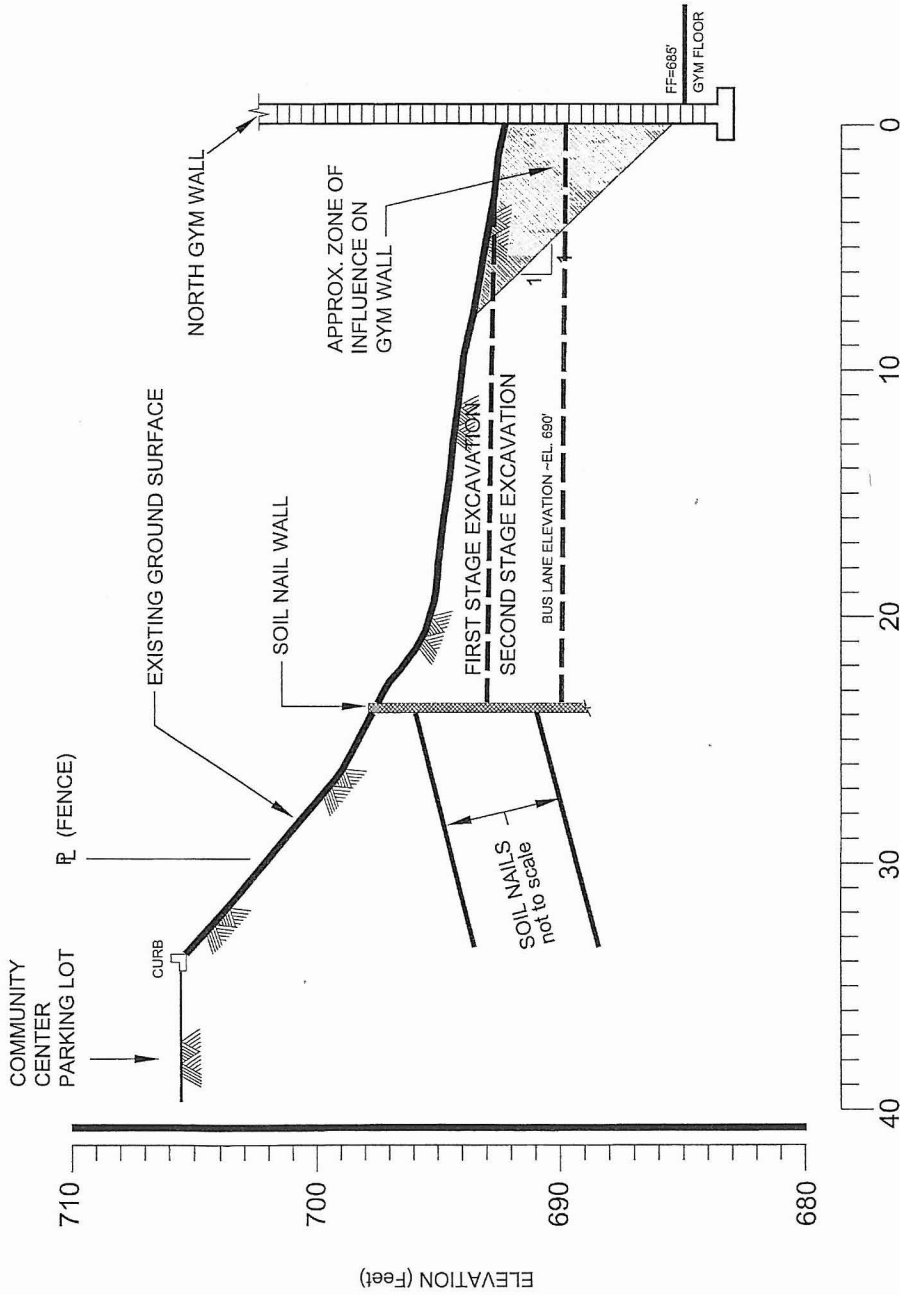 COMMUNITY
CENTER
PARKING LOT
CURB
℄ (FENCE)
EXISTING GROUND SURFACE
SOIL NAIL WALL
NORTH GYM WALL
APPROX. ZONE OF
INFLUENCE ON
GYM WALL
1
1
FIRST STAGE EXCAVATION
SECOND STAGE EXCAVATION
BUS LANE ELEVATION ~EL. 690'
FF=685'
GYM FLOOR
SOIL NAILS
not to scale
ELEVATION (Feet)
710
700
690
680
40
30
20
10
0